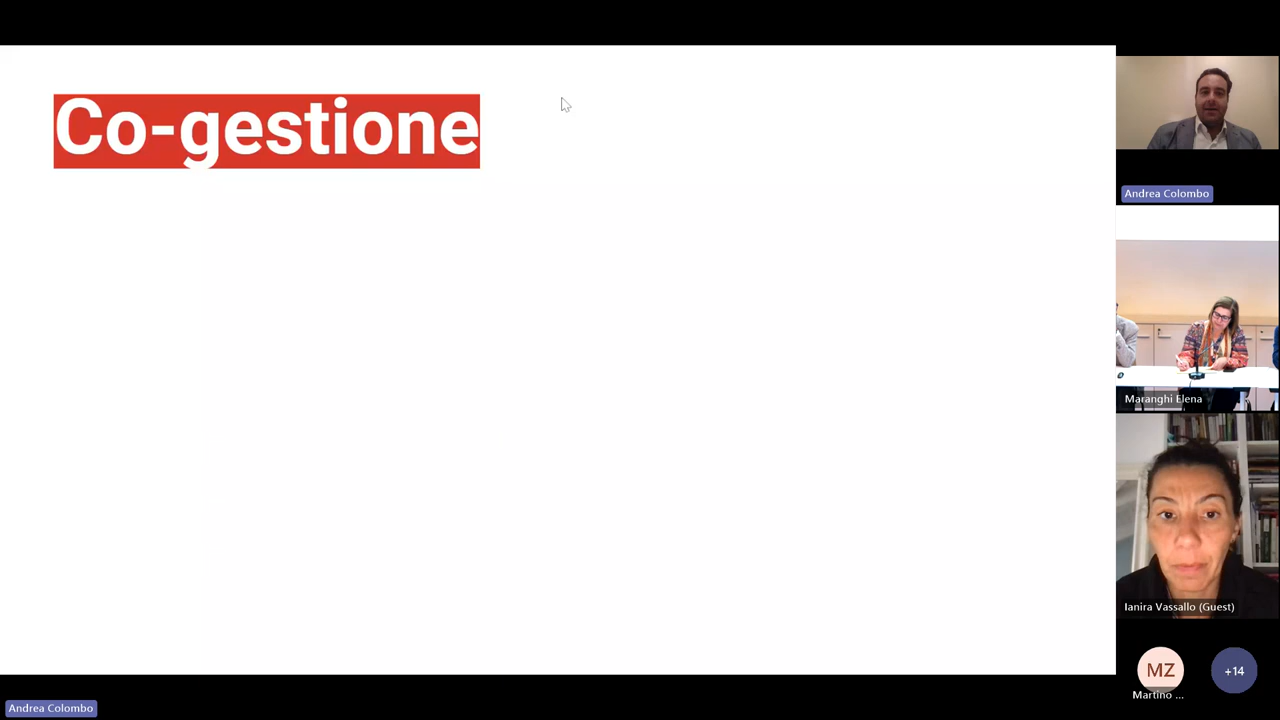 Co-gestione
Andrea Colombo
Maranghi Elena
Ianira Vassallo (Guest)
MZ
+14
Martino ...
Andrea Colombo